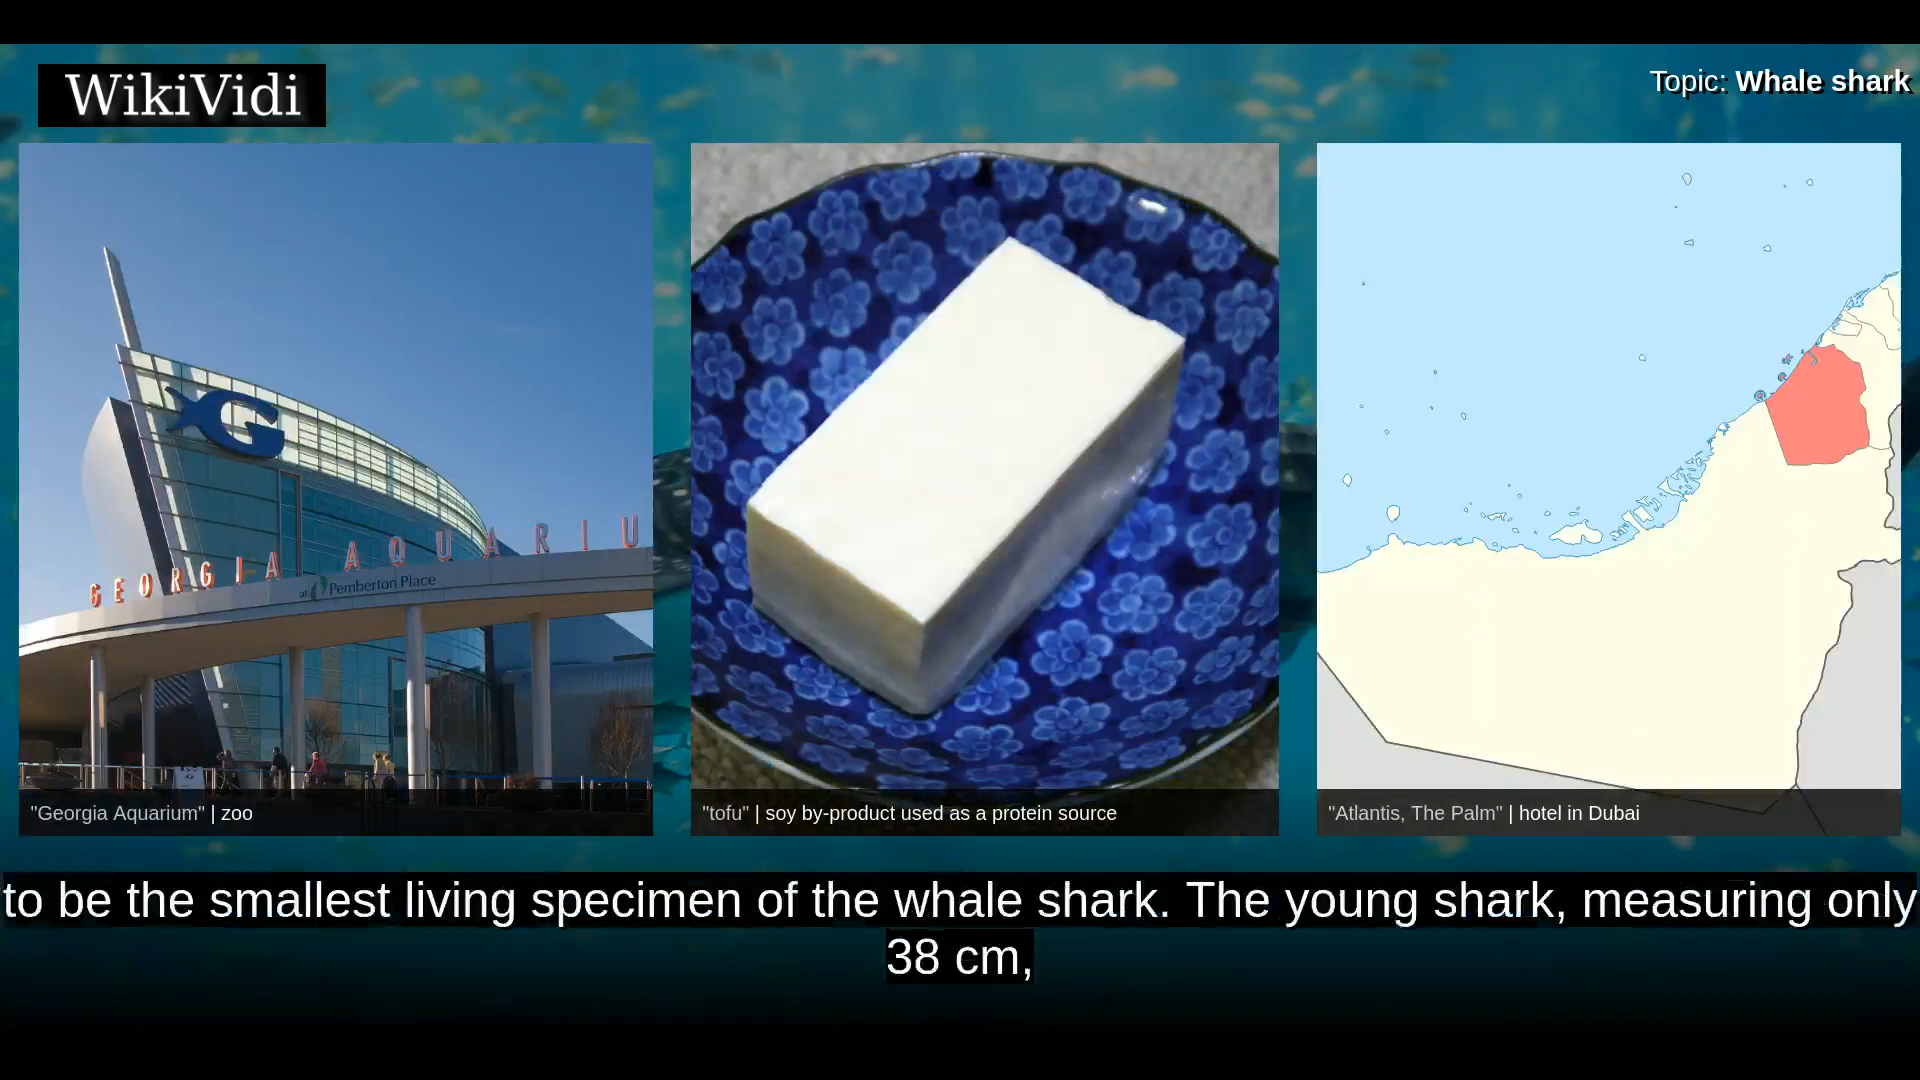 WikiVidi
Topic: Whale shark
GEORGIA AQUARIU
at Pemberton Place
"Georgia Aquarium" | zoo
"tofu" | soy by-product used as a protein source
"Atlantis, The Palm" | hotel in Dubai
to be the smallest living specimen of the whale shark. The young shark, measuring only
38 cm,